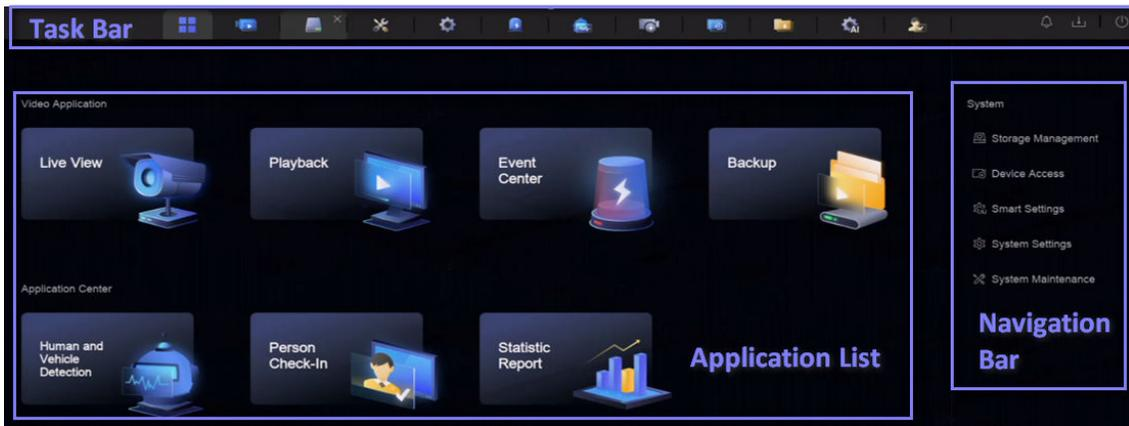 Task Bar
AI
Video Application
Live View
Playback
Event
Center
Backup
Application Center
Human and
Vehicle
Detection
Person
Check-In
Statistic
Report
Application List
System
Storage Management
Device Access
Smart Settings
System Settings
System Maintenance
Navigation
Bar